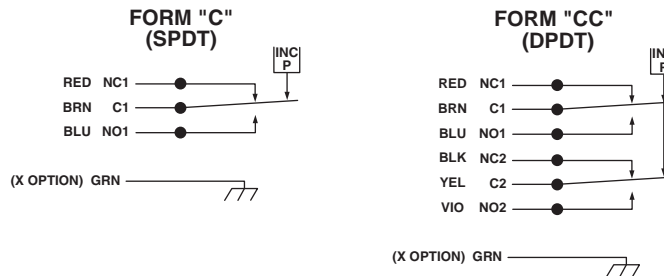 FORM "C"
(SPDT)
INC
P
RED NC1
BRN C1
BLU NO1
(X OPTION) GRN
FORM "CC"
(DPDT)
RED NC1
BRN C1
BLU NO1
BLK NC2
YEL C2
VIO NO2
(X OPTION) GRN